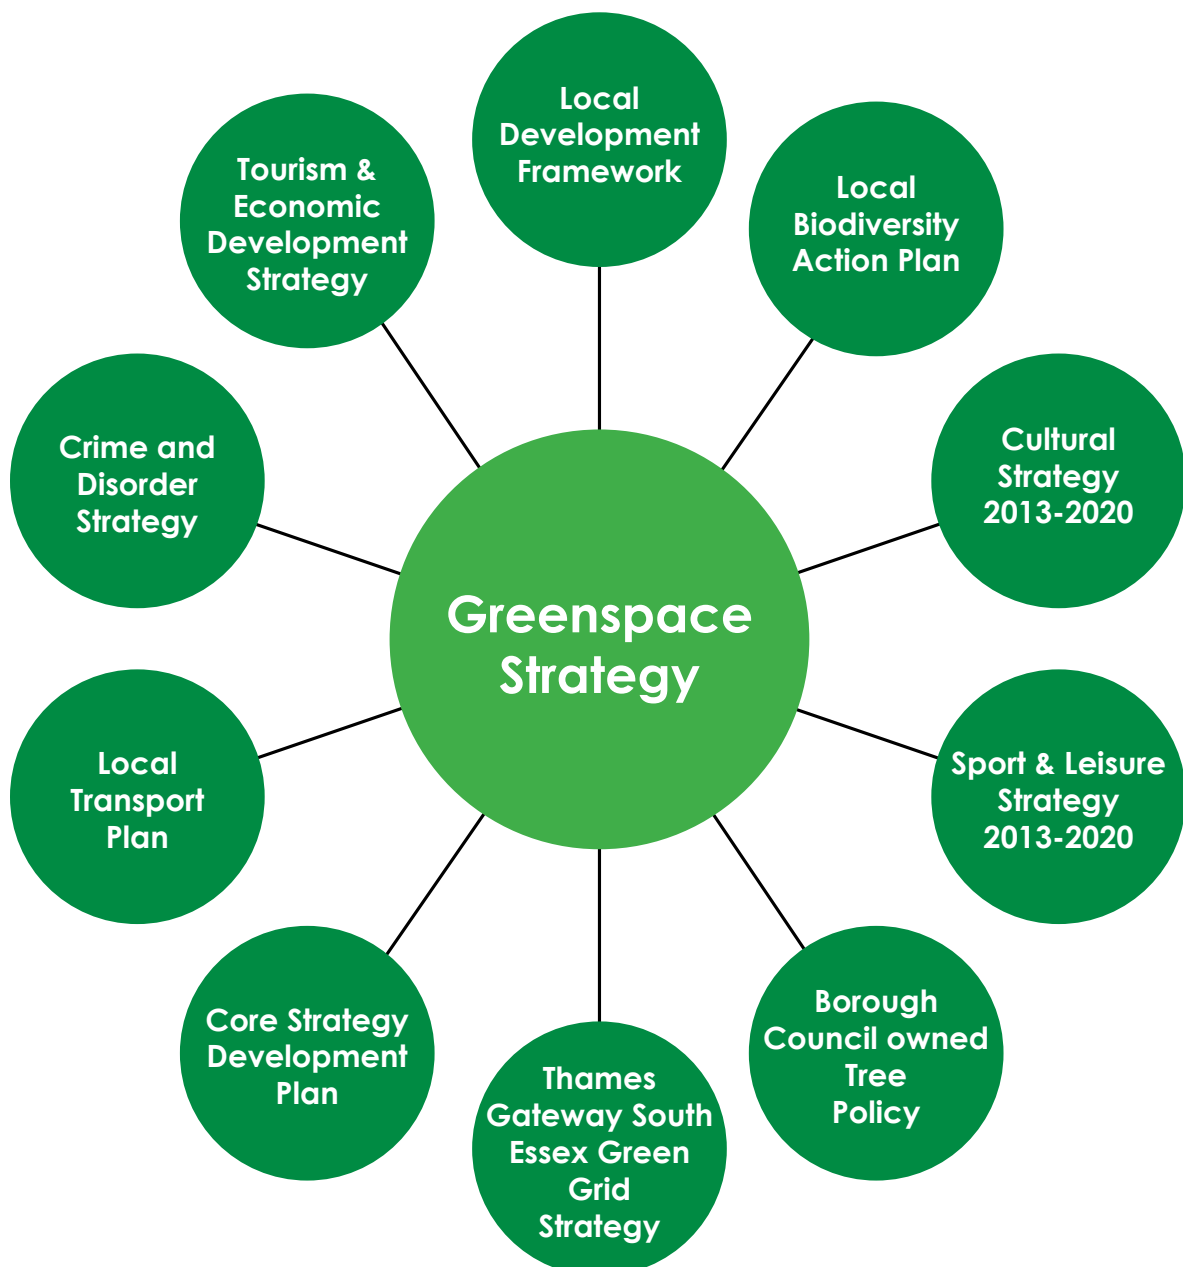 Local
Development
Framework
Tourism &
Economic
Development
Strategy
Local
Biodiversity
Action Plan
Crime and
Disorder
Strategy
Cultural
Strategy
2013-2020
Greenspace
Strategy
Local
Transport
Plan
Sport & Leisure
Strategy
2013-2020
Core Strategy
Development
Plan
Borough
Council owned
Tree
Policy
Thames
Gateway South
Essex Green
Grid
Strategy